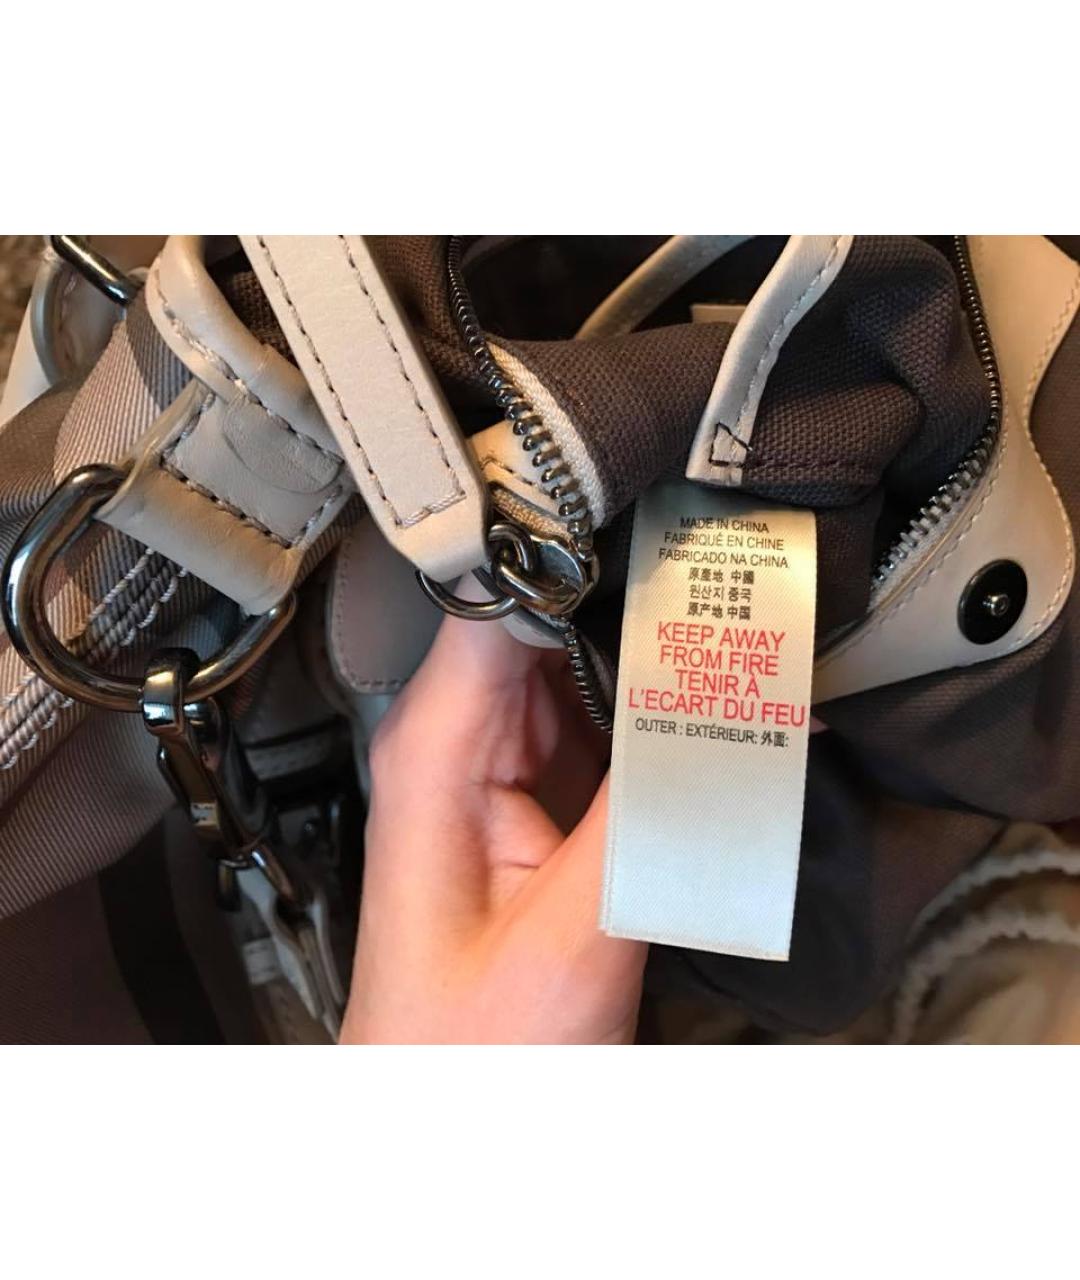 MADE IN CHINA
FABRIQUÉ EN CHINE
FABRICADO NA CHINA
原產地 中國
원산지 중국
原产地 中国
KEEP AWAY
FROM FIRE
TENIR À
L'ECART DU FEU
OUTER : EXTÉRIEUR: 外面: